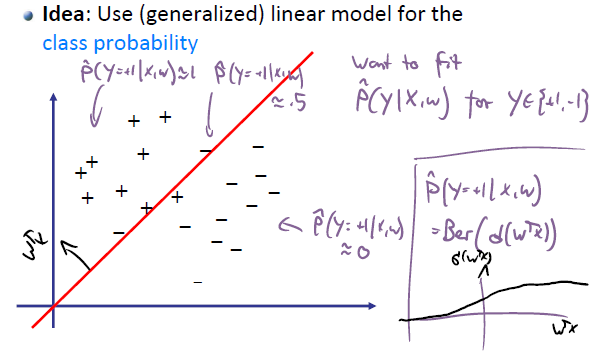 Idea: Use (generalized) linear model for the
class probability
P̂(Y=+1|x,w)≈1
P̂(Y=+1|x,w)
≈.5
Want to fit
P̂(Y|X,w) for Y∈{+1,-1}
P̂(Y=+1|x,w)
≈0
P̂(Y=+1|x,w)
=Ber(σ(wᵀx))
σ(wᵀx)
wᵀx